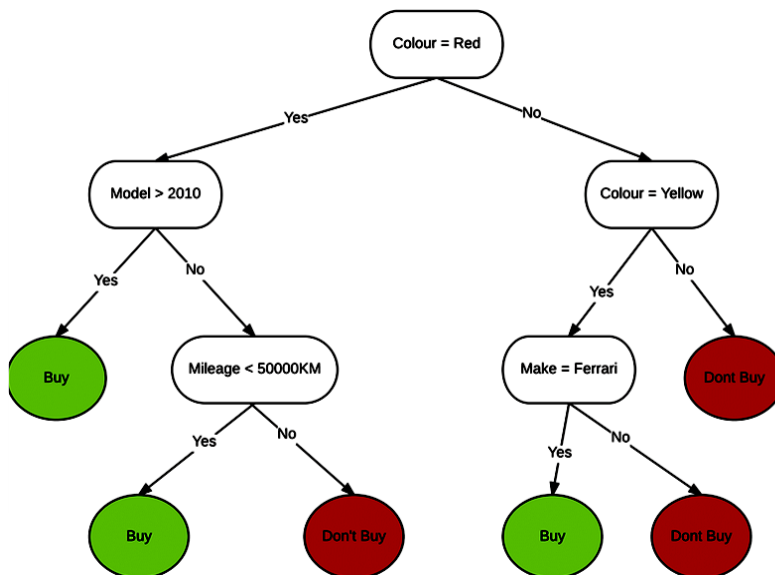 Colour = Red
Yes
No
Model > 2010
Colour = Yellow
Yes
No
Yes
No
Buy
Mileage < 50000KM
Make = Ferrari
Dont Buy
Yes
No
Yes
No
Buy
Don't Buy
Buy
Dont Buy